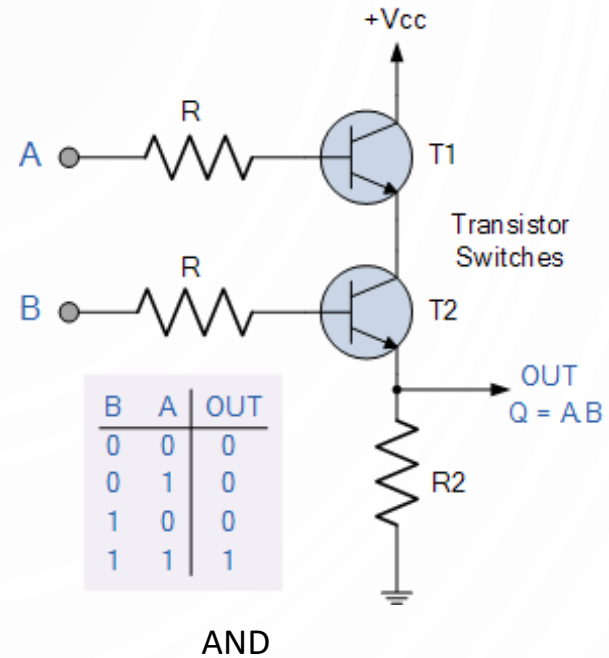 +Vcc
R
A
T1
Transistor
Switches
R
B
T2
OUT
Q = A.B
B A OUT
0 0 0
0 1 0
1 0 0
1 1 1
R2
AND